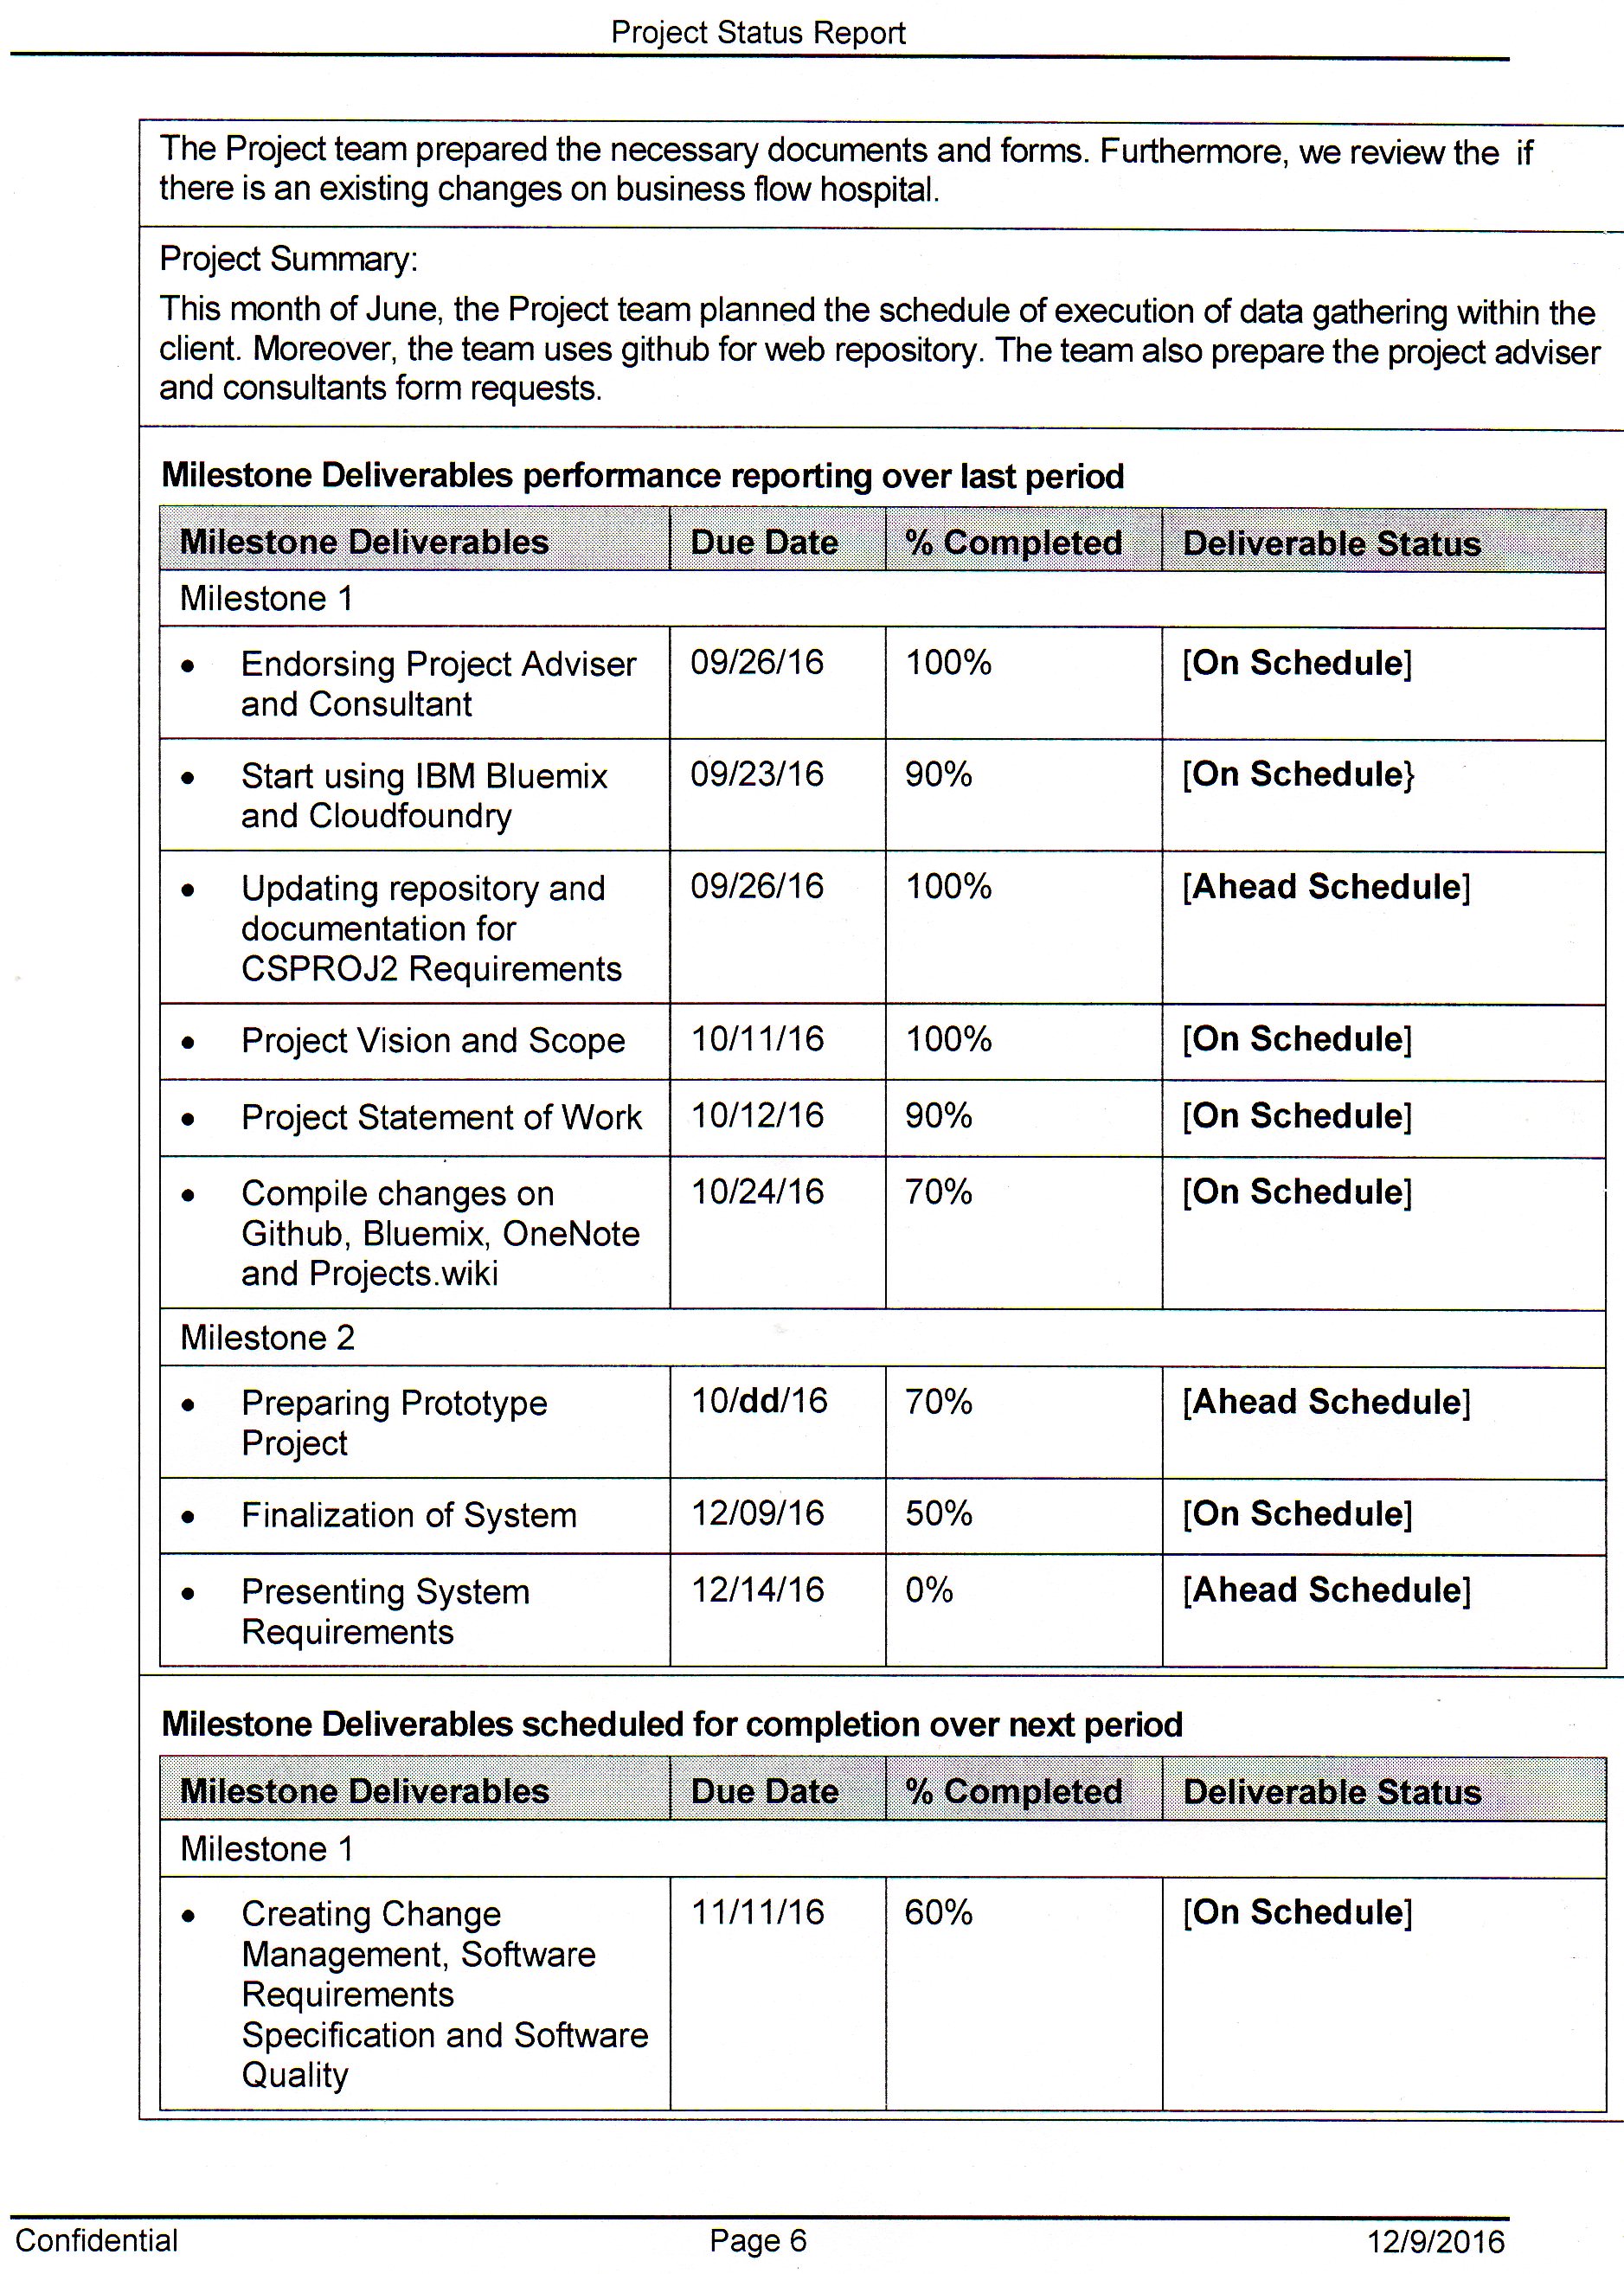 Project Status Report
The Project team prepared the necessary documents and forms. Furthermore, we review the if
there is an existing changes on business flow hospital.
Project Summary:
This month of June, the Project team planned the schedule of execution of data gathering within the
client. Moreover, the team uses github for web repository. The team also prepare the project adviser
and consultants form requests.
Milestone Deliverables performance reporting over last period
Milestone Deliverables Due Date % Completed Deliverable Status
Milestone 1
• Endorsing Project Adviser 09/26/16 100% [On Schedule]
and Consultant
• Start using IBM Bluemix 09/23/16 90% [On Schedule}
and Cloudfoundry
• Updating repository and 09/26/16 100% [Ahead Schedule]
documentation for
CSPROJ2 Requirements
• Project Vision and Scope 10/11/16 100% [On Schedule]
• Project Statement of Work 10/12/16 90% [On Schedule]
• Compile changes on 10/24/16 70% [On Schedule]
Github, Bluemix, OneNote
and Projects.wiki
Milestone 2
• Preparing Prototype 10/dd/16 70% [Ahead Schedule]
Project
• Finalization of System 12/09/16 50% [On Schedule]
• Presenting System 12/14/16 0% [Ahead Schedule]
Requirements
Milestone Deliverables scheduled for completion over next period
Milestone Deliverables Due Date % Completed Deliverable Status
Milestone 1
• Creating Change 11/11/16 60% [On Schedule]
Management, Software
Requirements
Specification and Software
Quality
Confidential Page 6 12/9/2016